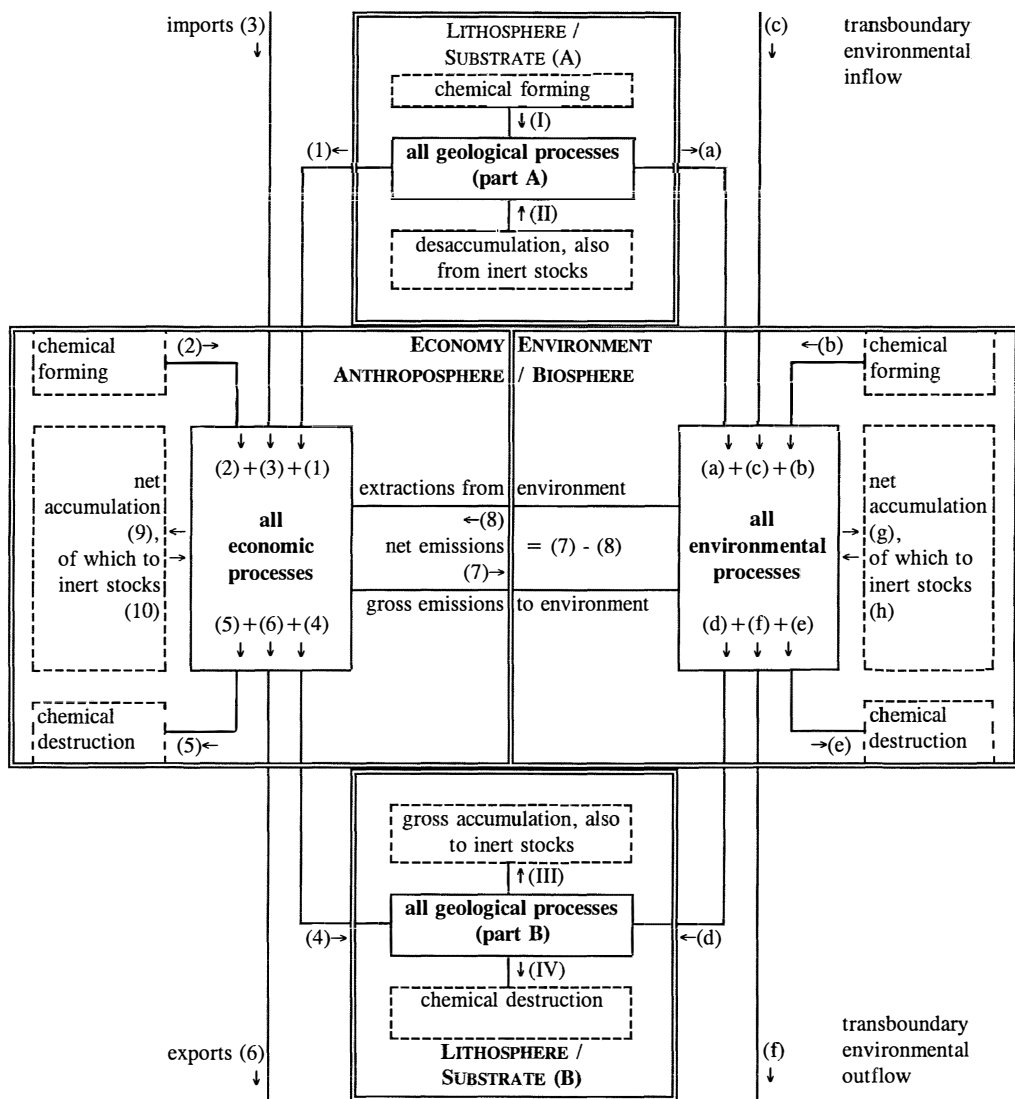 imports (3)
↓
LITHOSPHERE /
SUBSTRATE (A)
(c)
↓
transboundary
environmental
inflow
chemical forming
↓(I)
(1)←
all geological processes
(part A)
→(a)
↑(II)
desaccumulation, also
from inert stocks
ECONOMY
ANTHROPOSPHERE
ENVIRONMENT
/ BIOSPHERE
chemical
forming
(2)→
←(b)
chemical
forming
↓ ↓ ↓
(2)+(3)+(1)
all
economic
processes
(5)+(6)+(4)
↓ ↓ ↓
net
accumulation
(9),
of which to
inert stocks
(10)
←
→
extractions from environment
←(8)
net emissions = (7) - (8)
(7)→
gross emissions to environment
↓ ↓ ↓
(a)+(c)+(b)
all
environmental
processes
(d)+(f)+(e)
↓ ↓ ↓
→
←
net
accumulation
(g),
of which to
inert stocks
(h)
chemical
destruction
(5)←
→(e)
chemical
destruction
gross accumulation, also
to inert stocks
↑(III)
(4)→
all geological processes
(part B)
←(d)
↓(IV)
chemical destruction
LITHOSPHERE /
SUBSTRATE (B)
exports (6)
↓
(f)
↓
transboundary
environmental
outflow